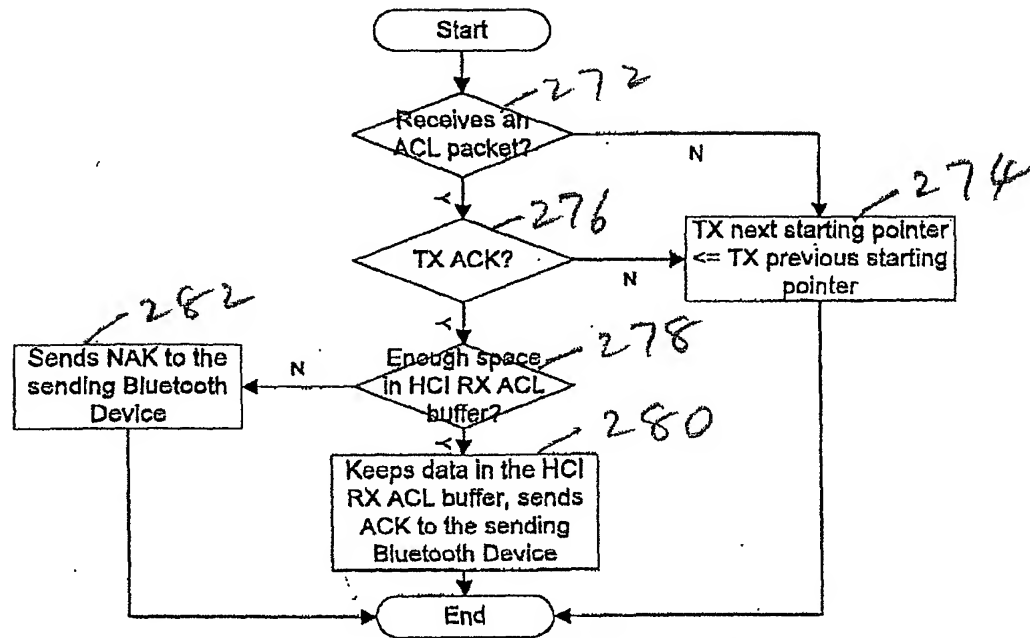 Start
272
Receives an
ACL packet?
N
Y
274
TX next starting pointer
<= TX previous starting
pointer
276
TX ACK?
N
Y
282
Sends NAK to the
sending Bluetooth
Device
278
Enough space
in HCI RX ACL
buffer?
N
Y
280
Keeps data in the HCI
RX ACL buffer, sends
ACK to the sending
Bluetooth Device
End